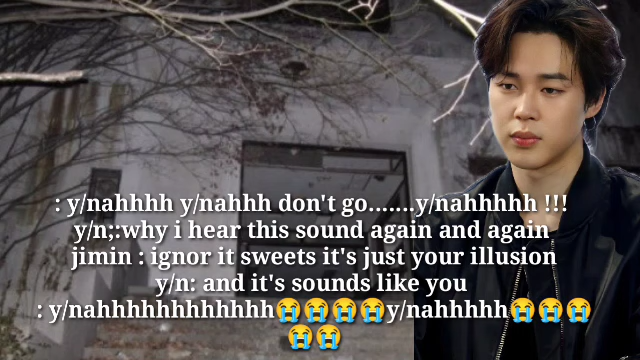 : y/nahhhh y/nahhh don't go.......y/nahhhhh !!!
y/n;:why i hear this sound again and again
jimin : ignor it sweets it's just your illusion
y/n: and it's sounds like you
: y/nahhhhhhhhhhhhh😭😭😭😭y/nahhhhh😭😭😭
😭😭